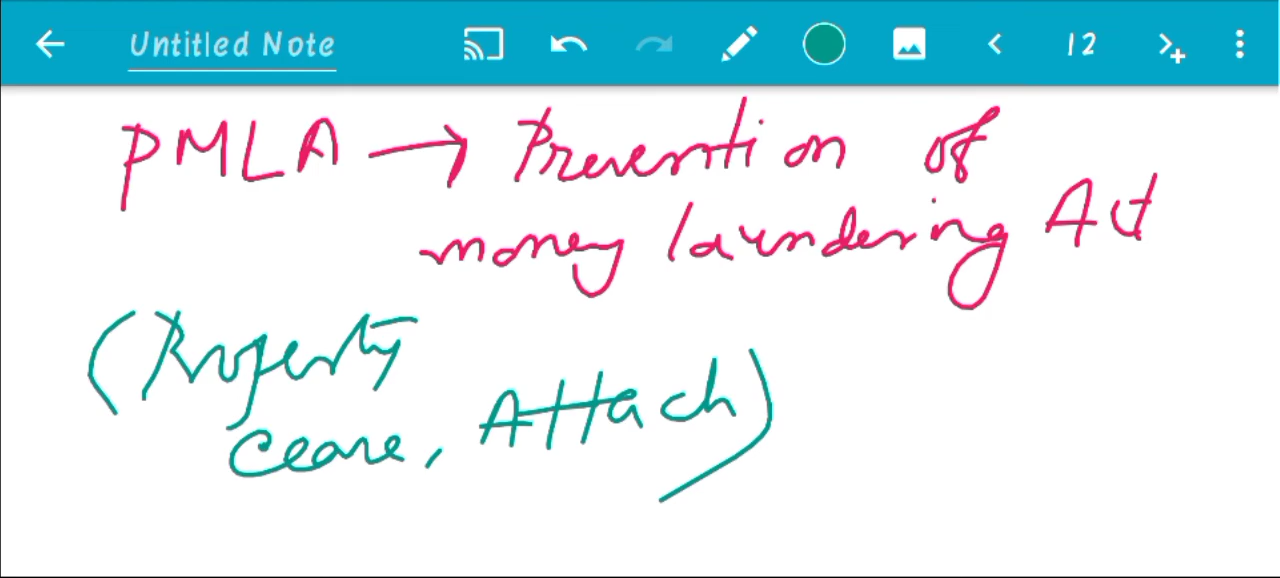 Untitled Note 12
PMLA → Prevention of
money laundering Act
(Property
Ceare, Attach)